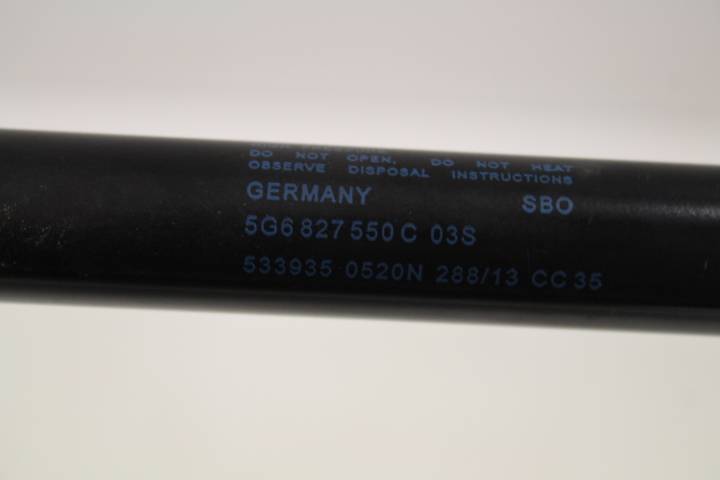 DO NOT OPEN. DO NOT HEAT
OBSERVE DISPOSAL INSTRUCTIONS
GERMANY SBO
5G6 827 550 C 03S
533935 0520N 288/13 CC 35